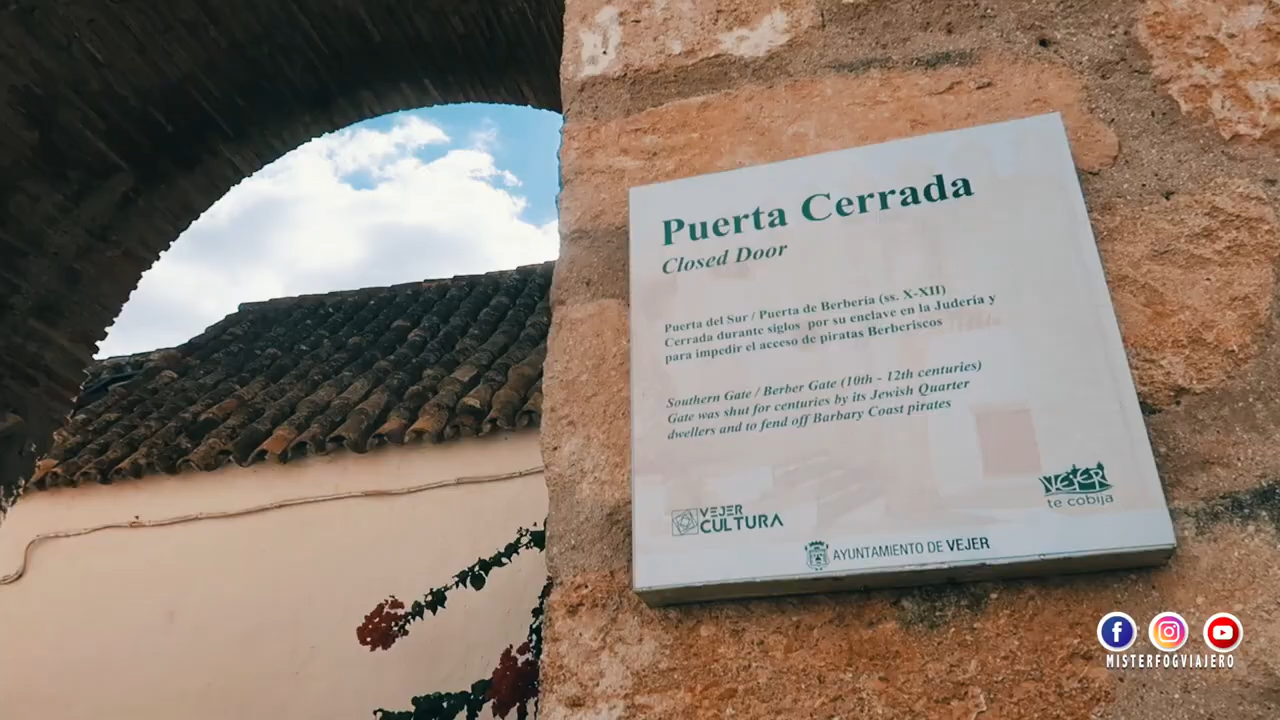 Puerta Cerrada
Closed Door
Puerta del Sur / Puerta de Berbería (ss. X-XII)
Cerrada durante siglos por su enclave en la Judería y
para impedir el acceso de piratas Berberiscos
Southern Gate / Berber Gate (10th - 12th centuries)
Gate was shut for centuries by its Jewish Quarter
dwellers and to fend off Barbary Coast pirates
VEJER
CULTURA
VEJER
te cobija
AYUNTAMIENTO DE VEJER
MISTERFOGVIAJERO